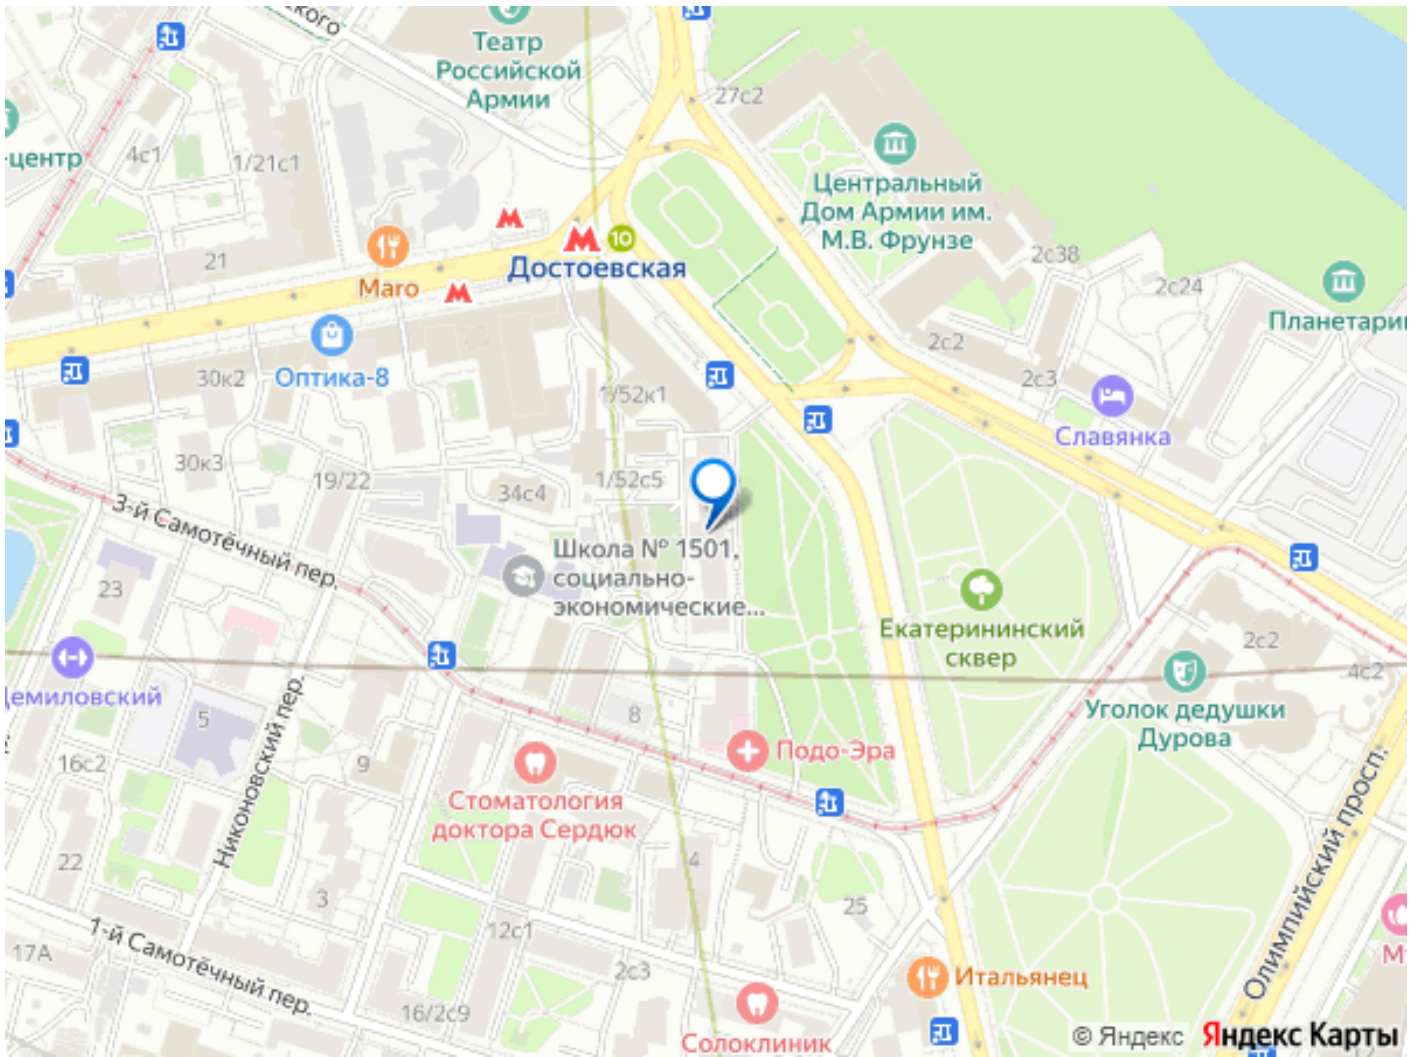 Театр
Российской
Армии
27с2
-центр
4с1
1/21с1
Центральный
Дом Армии им.
М.В. Фрунзе
10
Достоевская
21
Maro
2с38
2с24
Планетари
Оптика-8
30к2
2с2
2с3
1/52к1
Славянка
30к3
19/22
34с4
1/52с5
3-й Самотёчный пер.
Школа № 1501,
социально-
экономические...
23
Екатерининский
сквер
2с2
4с2
Уголок дедушки
Дурова
емиловский
5
8
Никоновский пер.
16с2
9
Подо-Эра
Стоматология
доктора Сердюк
Олимпийский просп.
22
4
3
25
1-й Самотёчный пер.
12с1
17А
2с3
Итальянец
16/2с9
Солоклиник
© Яндекс Яндекс Карты